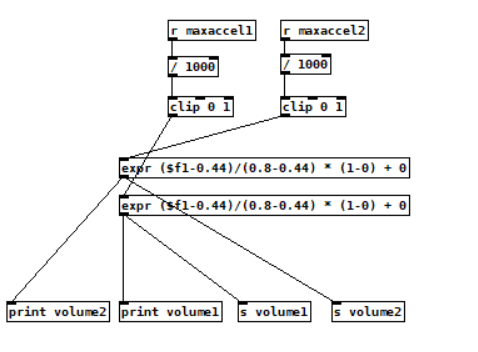 r maxaccel1
r maxaccel2
/ 1000
/ 1000
clip 0 1
clip 0 1
expr ($f1-0.44)/(0.8-0.44) * (1-0) + 0
expr ($f1-0.44)/(0.8-0.44) * (1-0) + 0
print volume2
print volume1
s volume1
s volume2